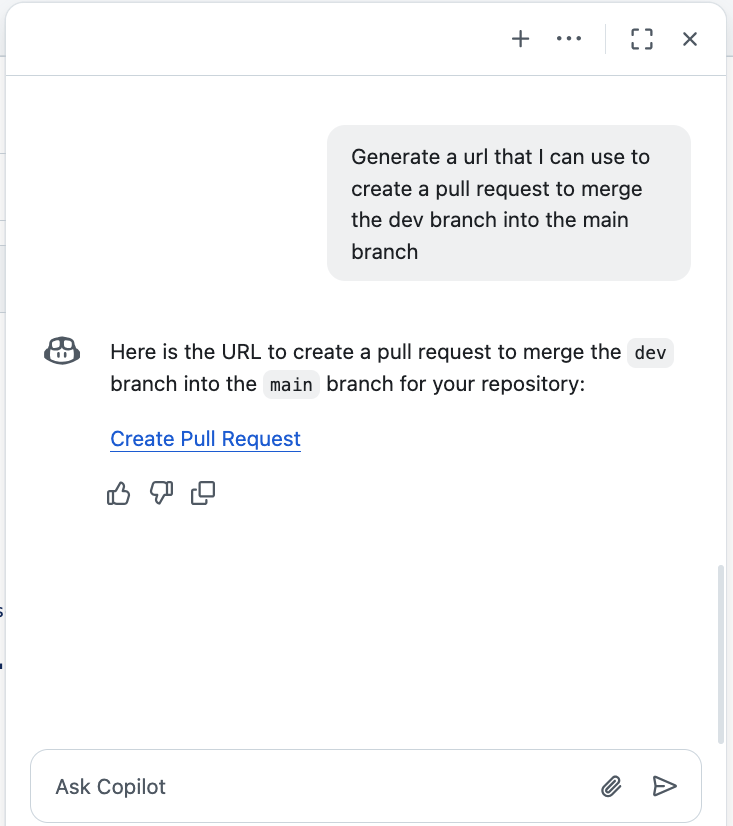 Generate a url that I can use to
create a pull request to merge
the dev branch into the main
branch
Here is the URL to create a pull request to merge the dev
branch into the main branch for your repository:
Create Pull Request
s
Ask Copilot